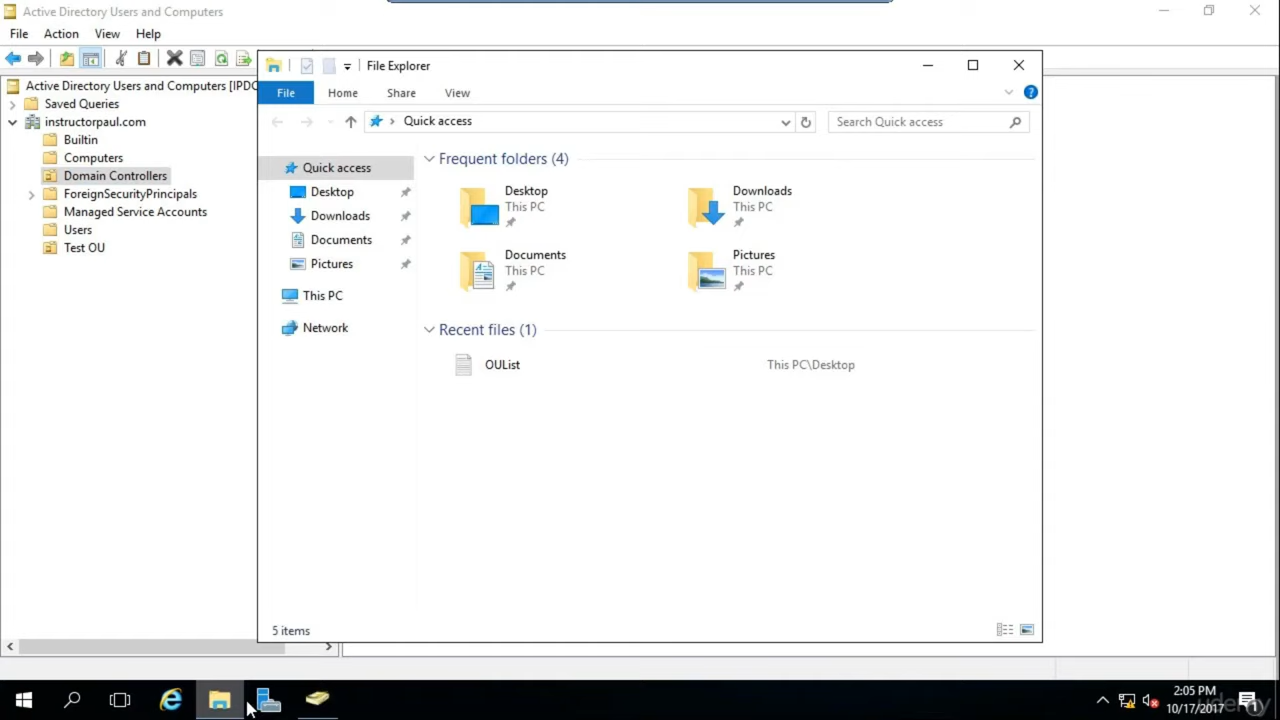 Active Directory Users and Computers
File Action View Help
Active Directory Users and Computers [IPDC
Saved Queries
instructorpaul.com
Builtin
Computers
Domain Controllers
ForeignSecurityPrincipals
Managed Service Accounts
Users
Test OU
File Explorer
File Home Share View
Quick access
Search Quick access
Quick access
Desktop
Downloads
Documents
Pictures
This PC
Network
Frequent folders (4)
Desktop
This PC
Downloads
This PC
Documents
This PC
Pictures
This PC
Recent files (1)
OUList This PC\Desktop
5 items
2:05 PM
10/17/2017
1
udemy